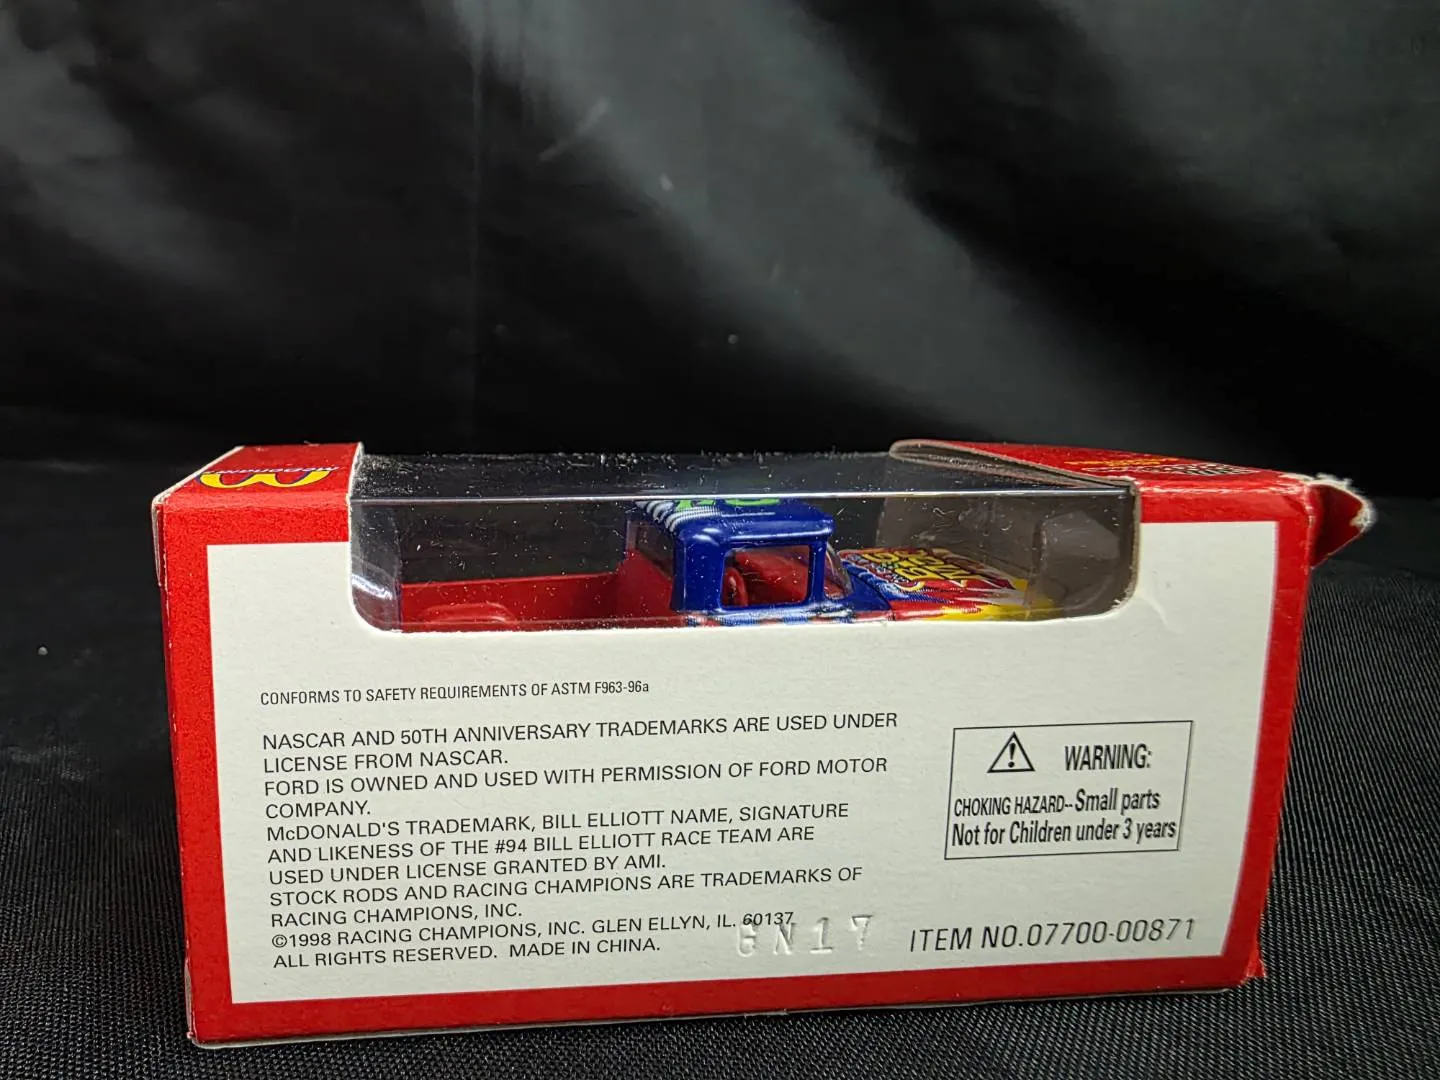 McDONALD'S
CONFORMS TO SAFETY REQUIREMENTS OF ASTM F963-96a
NASCAR AND 50TH ANNIVERSARY TRADEMARKS ARE USED UNDER
LICENSE FROM NASCAR.
FORD IS OWNED AND USED WITH PERMISSION OF FORD MOTOR
COMPANY.
McDONALD'S TRADEMARK, BILL ELLIOTT NAME, SIGNATURE
AND LIKENESS OF THE #94 BILL ELLIOTT RACE TEAM ARE
USED UNDER LICENSE GRANTED BY AMI.
STOCK RODS AND RACING CHAMPIONS ARE TRADEMARKS OF
RACING CHAMPIONS, INC.
©1998 RACING CHAMPIONS, INC. GLEN ELLYN, IL. 60137
ALL RIGHTS RESERVED. MADE IN CHINA.
WARNING:
CHOKING HAZARD--Small parts
Not for Children under 3 years
ITEM NO.07700-00871